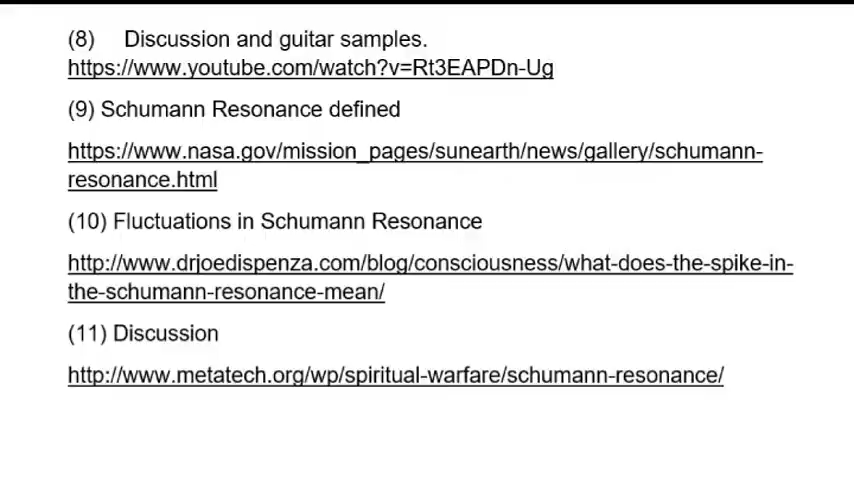 (8) Discussion and guitar samples.
https://www.youtube.com/watch?v=Rt3EAPDn-Ug
(9) Schumann Resonance defined
https://www.nasa.gov/mission_pages/sunearth/news/gallery/schumann-
resonance.html
(10) Fluctuations in Schumann Resonance
http://www.drjoedispenza.com/blog/consciousness/what-does-the-spike-in-
the-schumann-resonance-mean/
(11) Discussion
http://www.metatech.org/wp/spiritual-warfare/schumann-resonance/